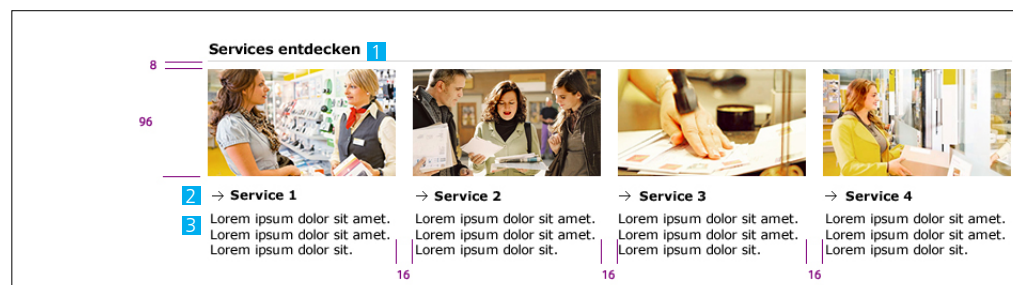 Services entdecken 1
8
96
2 → Service 1
→ Service 2
→ Service 3
→ Service 4
3 Lorem ipsum dolor sit amet.
Lorem ipsum dolor sit amet.
Lorem ipsum dolor sit.
Lorem ipsum dolor sit amet.
Lorem ipsum dolor sit amet.
Lorem ipsum dolor sit.
Lorem ipsum dolor sit amet.
Lorem ipsum dolor sit amet.
Lorem ipsum dolor sit.
Lorem ipsum dolor sit amet.
Lorem ipsum dolor sit amet.
Lorem ipsum dolor sit.
16
16
16